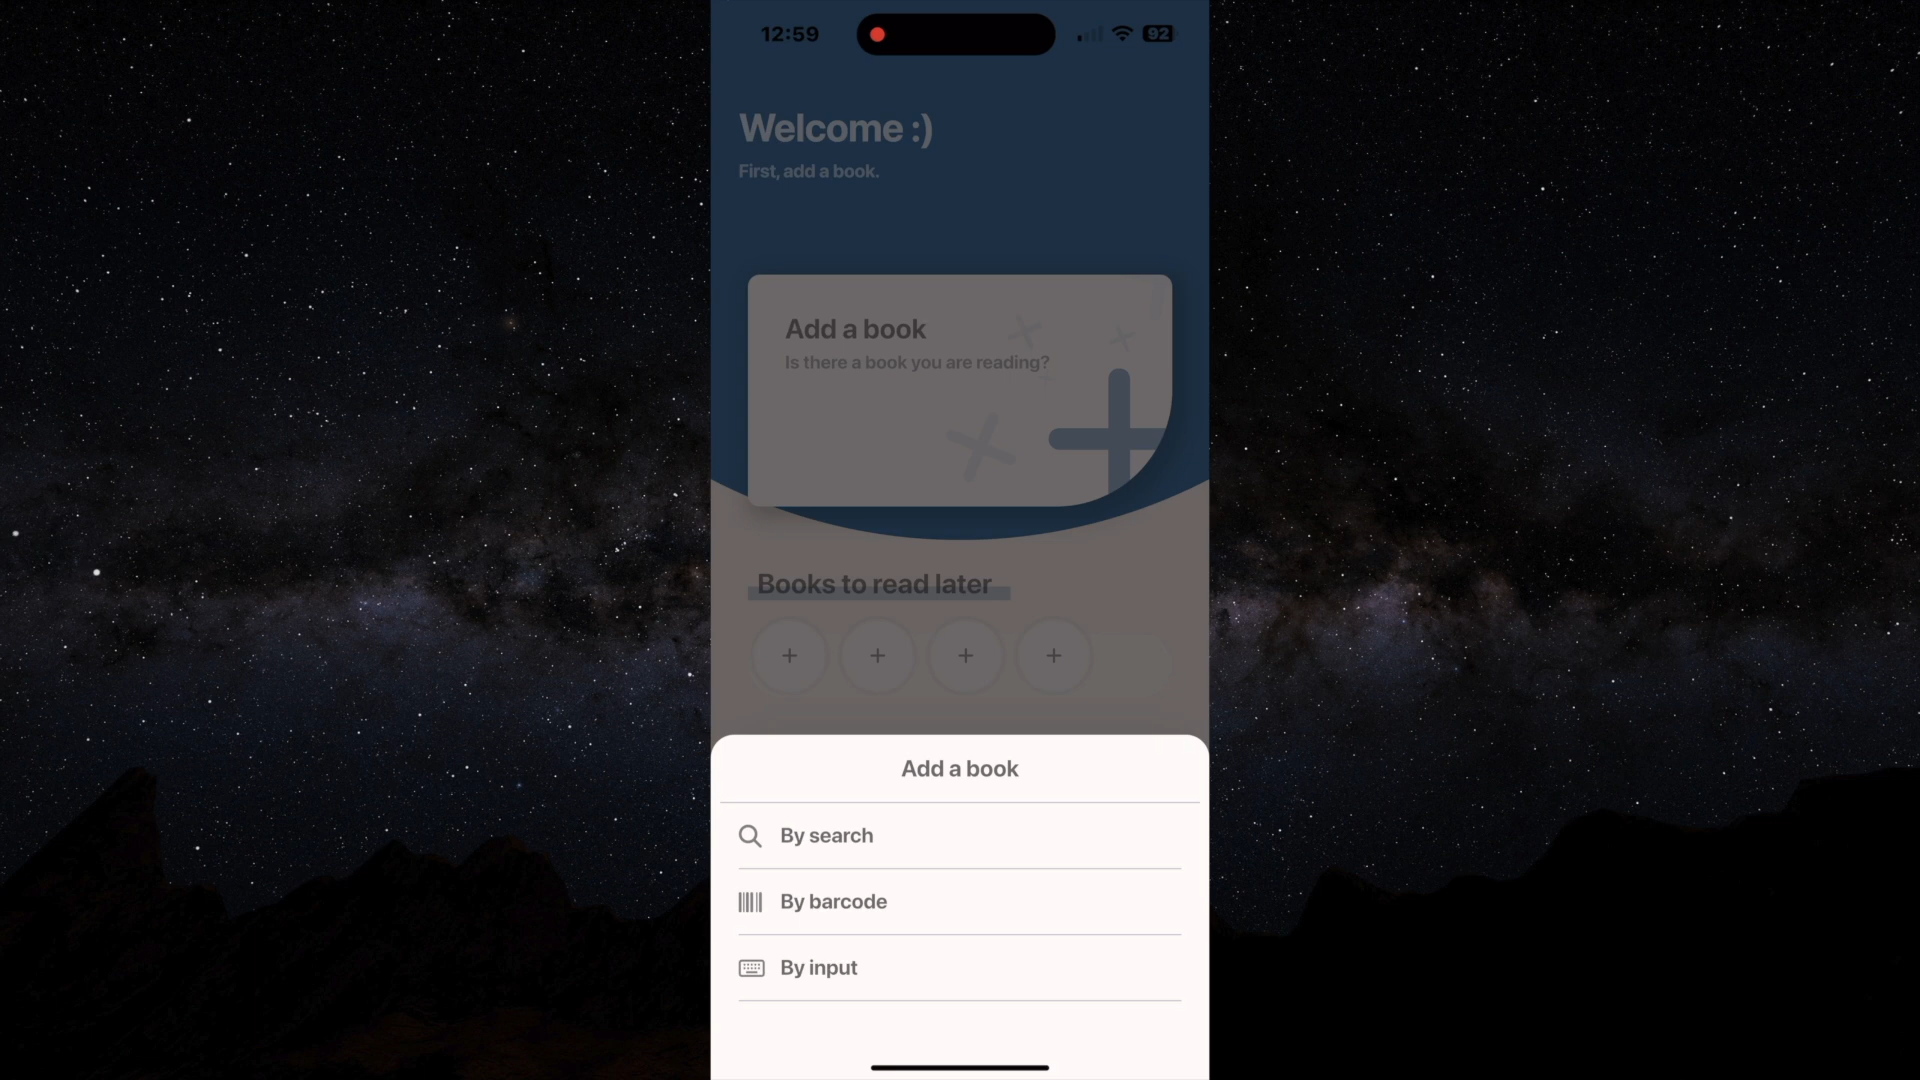 12:59
92
Welcome :)
First, add a book.
Add a book
Is there a book you are reading?
Books to read later
+ + + +
Add a book
By search
By barcode
By input